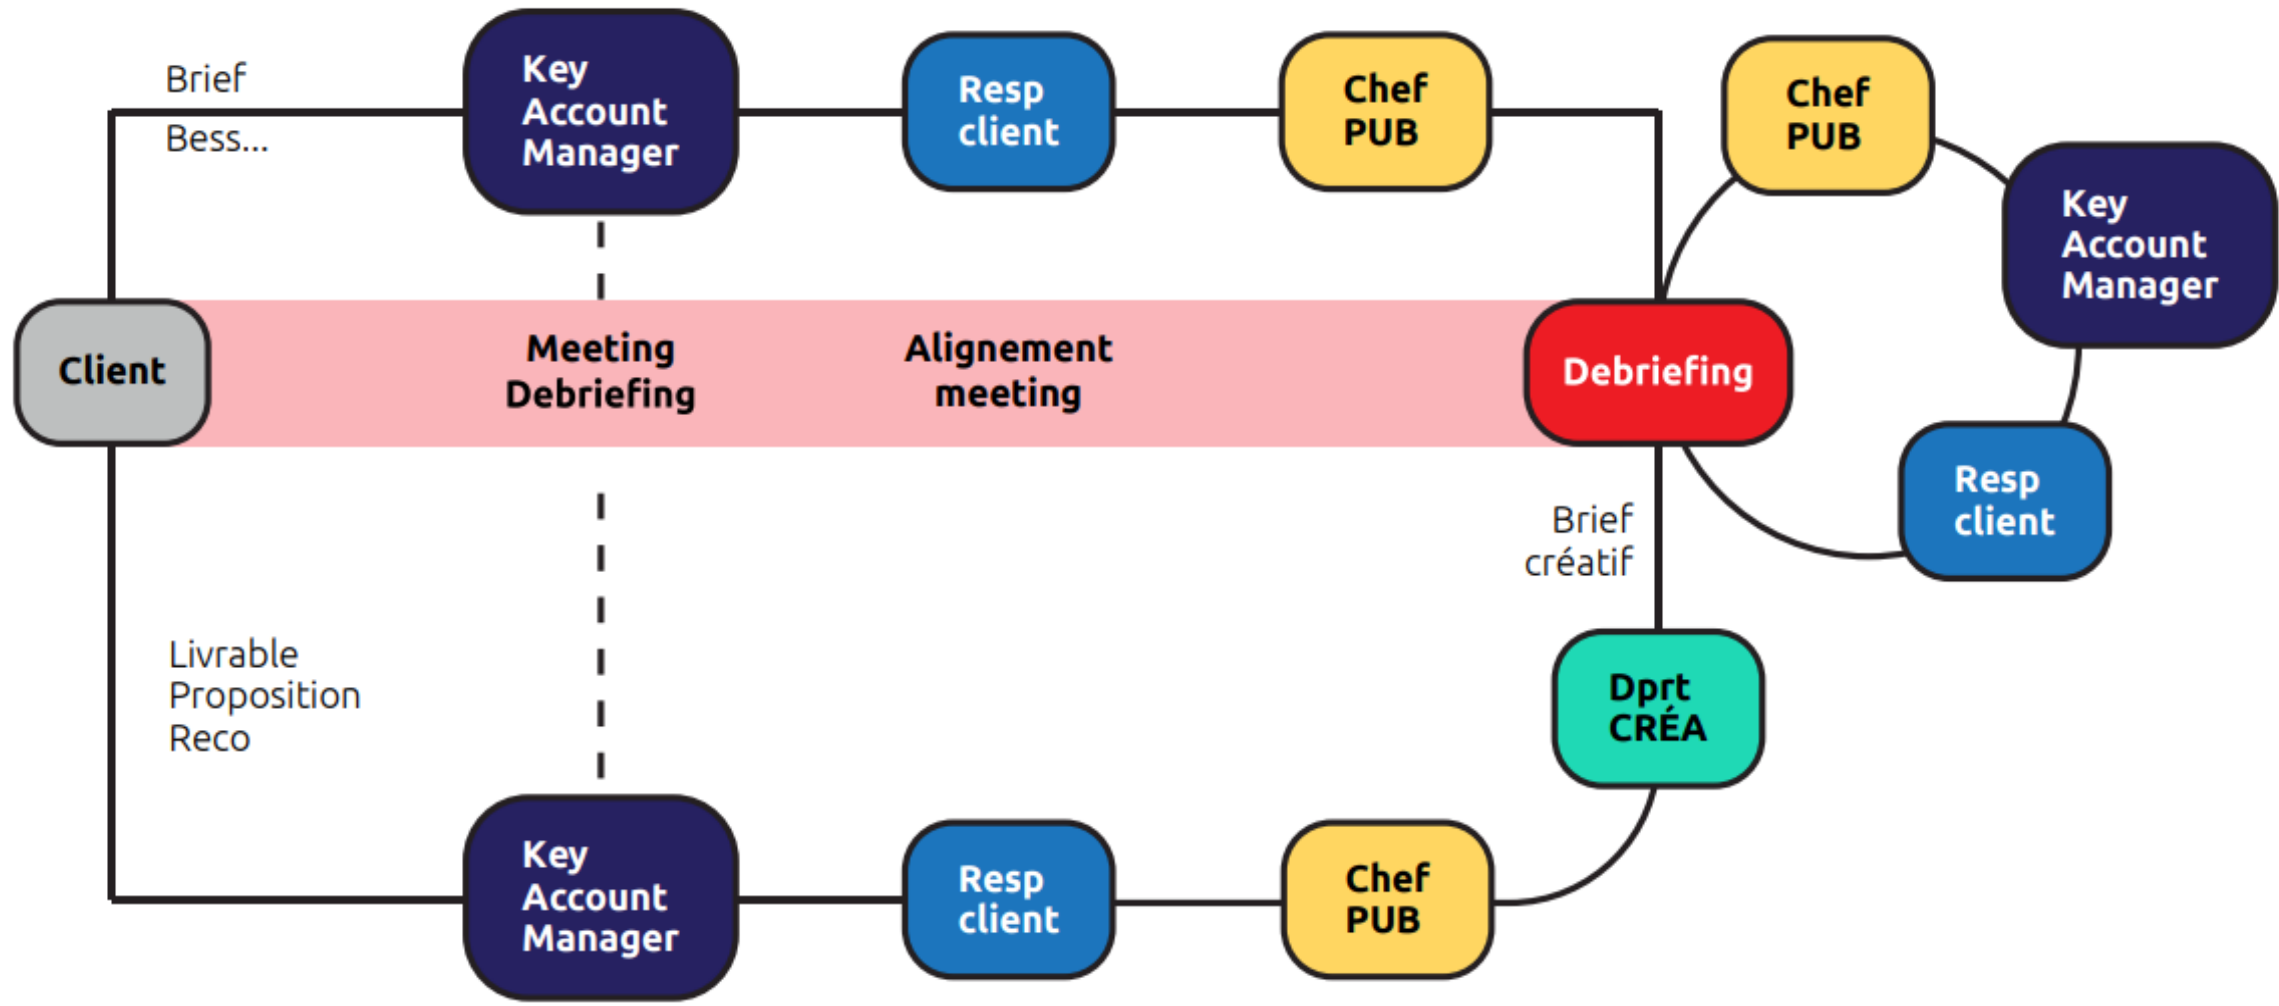 Brief
Bess...
Key
Account
Manager
Resp
client
Chef
PUB
Chef
PUB
Key
Account
Manager
Client
Meeting
Debriefing
Alignement
meeting
Debriefing
Resp
client
Brief
créatif
Livrable
Proposition
Reco
Dprt
CRÉA
Key
Account
Manager
Resp
client
Chef
PUB